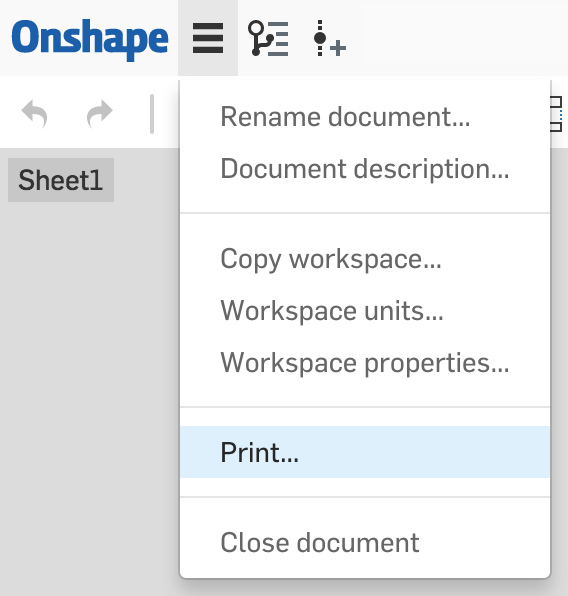 Onshape
Rename document...
Document description...
Sheet1
Copy workspace...
Workspace units...
Workspace properties...
Print...
Close document